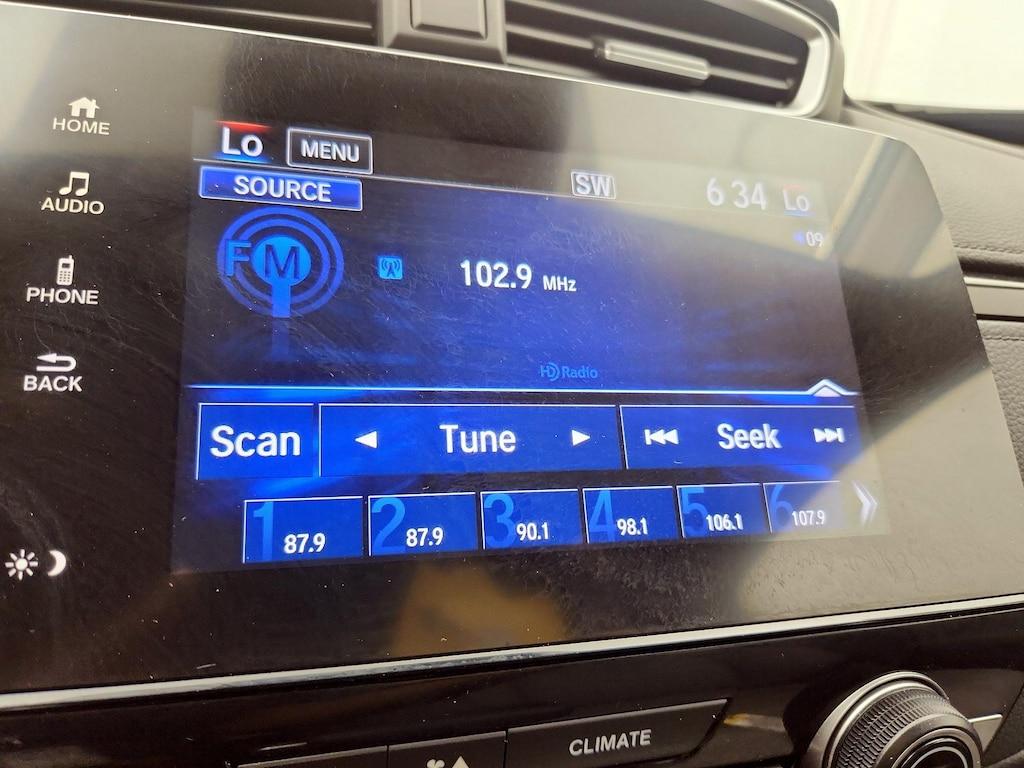 HOME
AUDIO
PHONE
BACK
Lo
MENU
SOURCE
SW
6 34
Lo
09
FM
102.9 MHz
HD Radio
Scan
Tune
Seek
1 87.9
2 87.9
3 90.1
4 98.1
5 106.1
6 107.9
CLIMATE